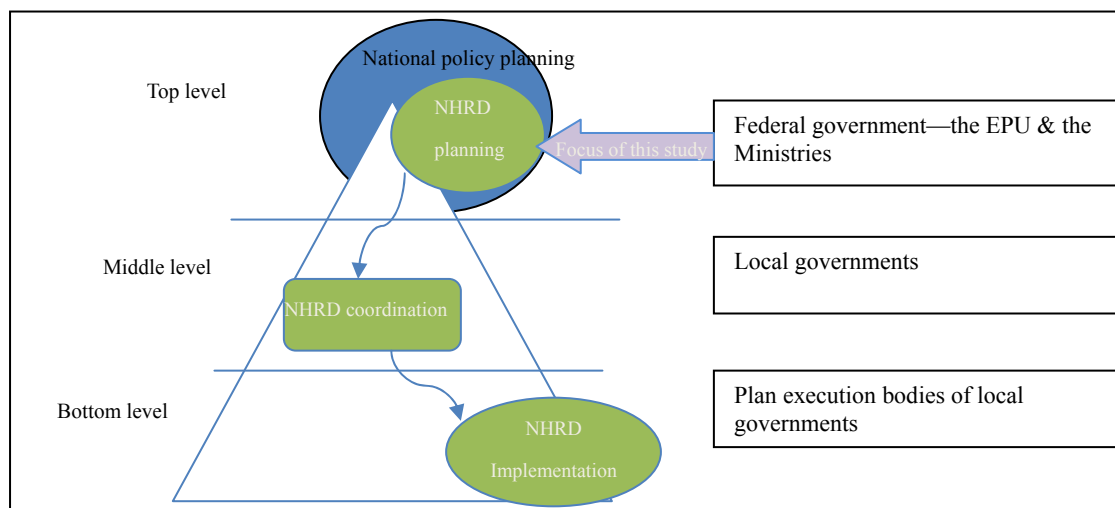 National policy planning
Top level
NHRD
planning
Focus of this study
Federal government—the EPU & the
Ministries
Middle level
NHRD coordination
Local governments
Bottom level
NHRD
Implementation
Plan execution bodies of local
governments